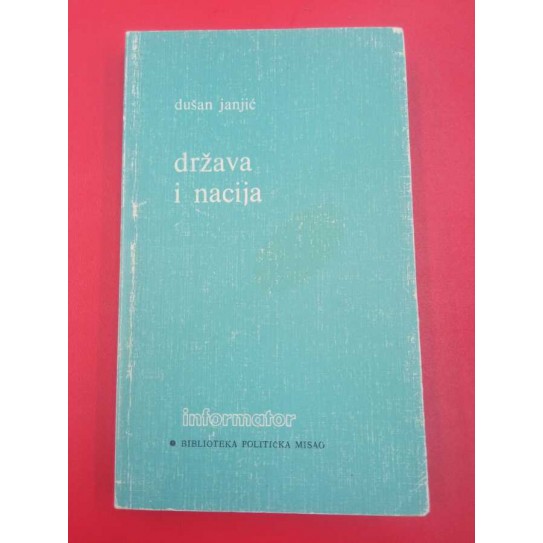 dušan janjić
država
i nacija
informator
• BIBLIOTEKA POLITIČKA MISAO